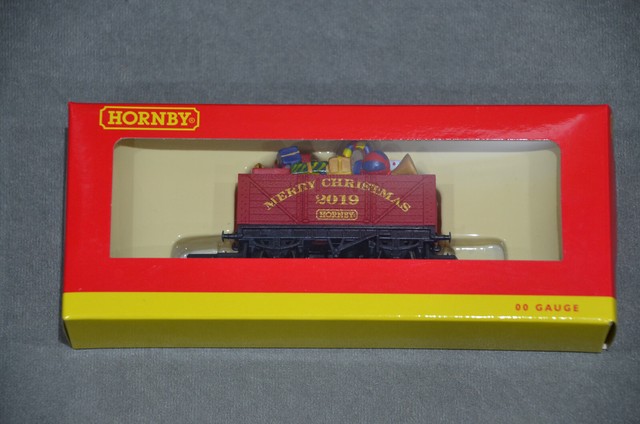 HORNBY®
MERRY CHRISTMAS
2019
HORNBY
00 GAUGE